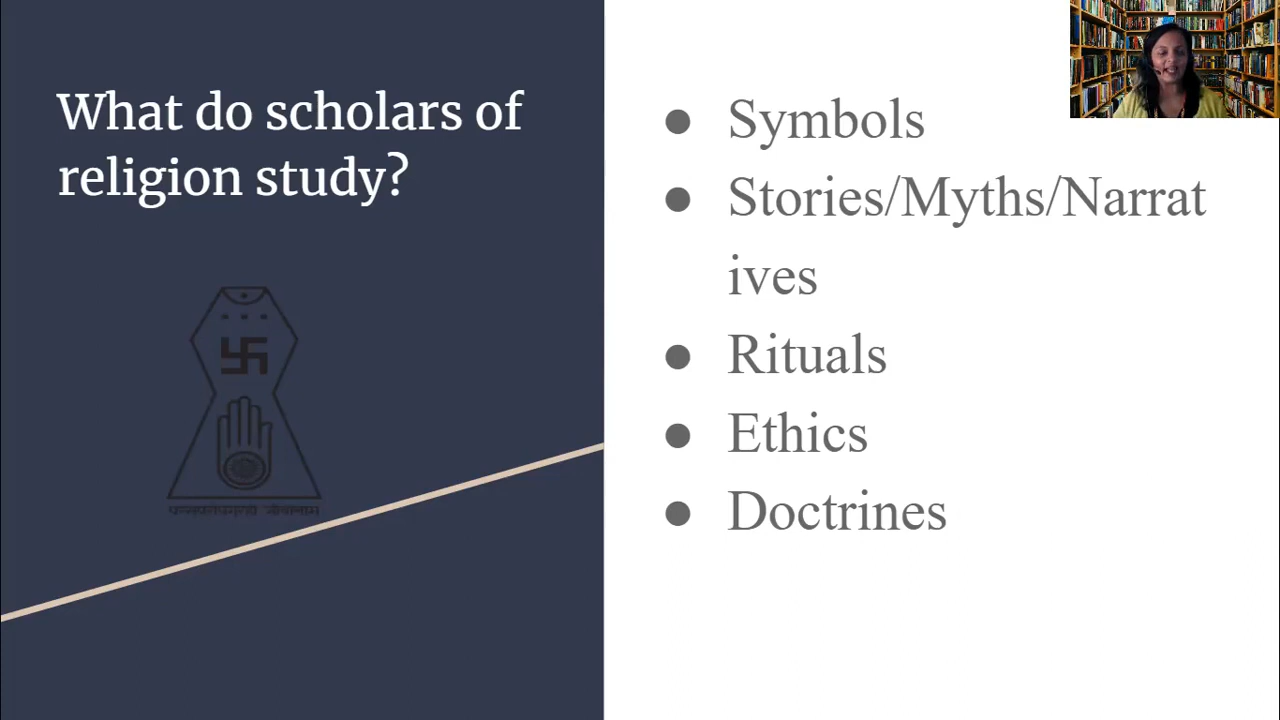 What do scholars of
religion study?
● Symbols
● Stories/Myths/Narrat
ives
● Rituals
● Ethics
● Doctrines